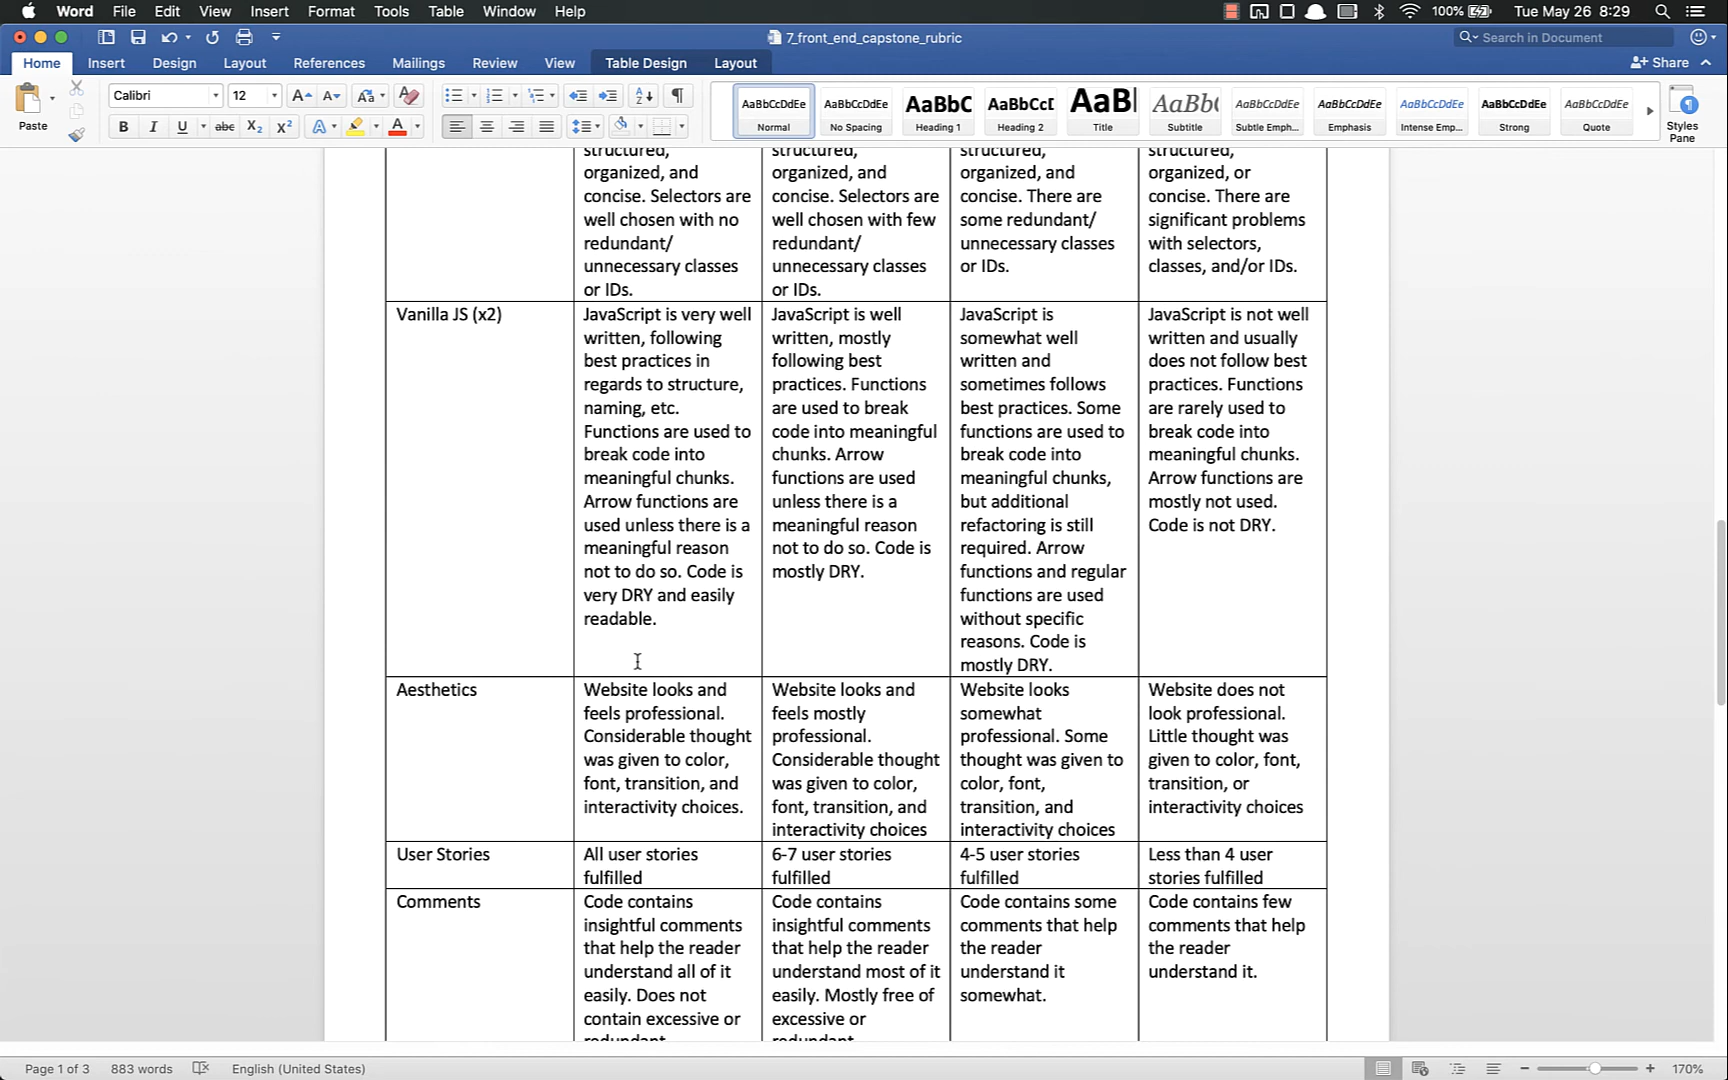 Word File Edit View Insert Format Tools Table Window Help 100% Tue May 26 8:29
7_front_end_capstone_rubric Search in Document
Home Insert Design Layout References Mailings Review View Table Design Layout Share
Paste Calibri 12 A A Aa
B I U abc X₂ X² A A
AaBbCcDdEe AaBbCcDdEe AaBbC AaBbCcD AaB AaBb AaBbCcDdEe AaBbCcDdEe AaBbCcDdEe AaBbCcDdEe AaBbCcDdEe
Normal No Spacing Heading 1 Heading 2 Title Subtitle Subtle Emph... Emphasis Intense Emp... Strong Quote
Styles
Pane
structured,
organized, and
concise. Selectors are
well chosen with no
redundant/
unnecessary classes
or IDs.
structured,
organized, and
concise. Selectors are
well chosen with few
redundant/
unnecessary classes
or IDs.
structured,
organized, and
concise. There are
some redundant/
unnecessary classes
or IDs.
structured,
organized, or
concise. There are
significant problems
with selectors,
classes, and/or IDs.
Vanilla JS (x2)
JavaScript is very well
written, following
best practices in
regards to structure,
naming, etc.
Functions are used to
break code into
meaningful chunks.
Arrow functions are
used unless there is a
meaningful reason
not to do so. Code is
very DRY and easily
readable.
JavaScript is well
written, mostly
following best
practices. Functions
are used to break
code into meaningful
chunks. Arrow
functions are used
unless there is a
meaningful reason
not to do so. Code is
mostly DRY.
JavaScript is
somewhat well
written and
sometimes follows
best practices. Some
functions are used to
break code into
meaningful chunks,
but additional
refactoring is still
required. Arrow
functions and regular
functions are used
without specific
reasons. Code is
mostly DRY.
JavaScript is not well
written and usually
does not follow best
practices. Functions
are rarely used to
break code into
meaningful chunks.
Arrow functions are
mostly not used.
Code is not DRY.
Aesthetics
Website looks and
feels professional.
Considerable thought
was given to color,
font, transition, and
interactivity choices.
Website looks and
feels mostly
professional.
Considerable thought
was given to color,
font, transition, and
interactivity choices
Website looks
somewhat
professional. Some
thought was given to
color, font,
transition, and
interactivity choices
Website does not
look professional.
Little thought was
given to color, font,
transition, or
interactivity choices
User Stories
All user stories
fulfilled
6-7 user stories
fulfilled
4-5 user stories
fulfilled
Less than 4 user
stories fulfilled
Comments
Code contains
insightful comments
that help the reader
understand all of it
easily. Does not
contain excessive or
redundant
Code contains
insightful comments
that help the reader
understand most of it
easily. Mostly free of
excessive or
redundant
Code contains some
comments that help
the reader
understand it
somewhat.
Code contains few
comments that help
the reader
understand it.
Page 1 of 3 883 words English (United States) 170%